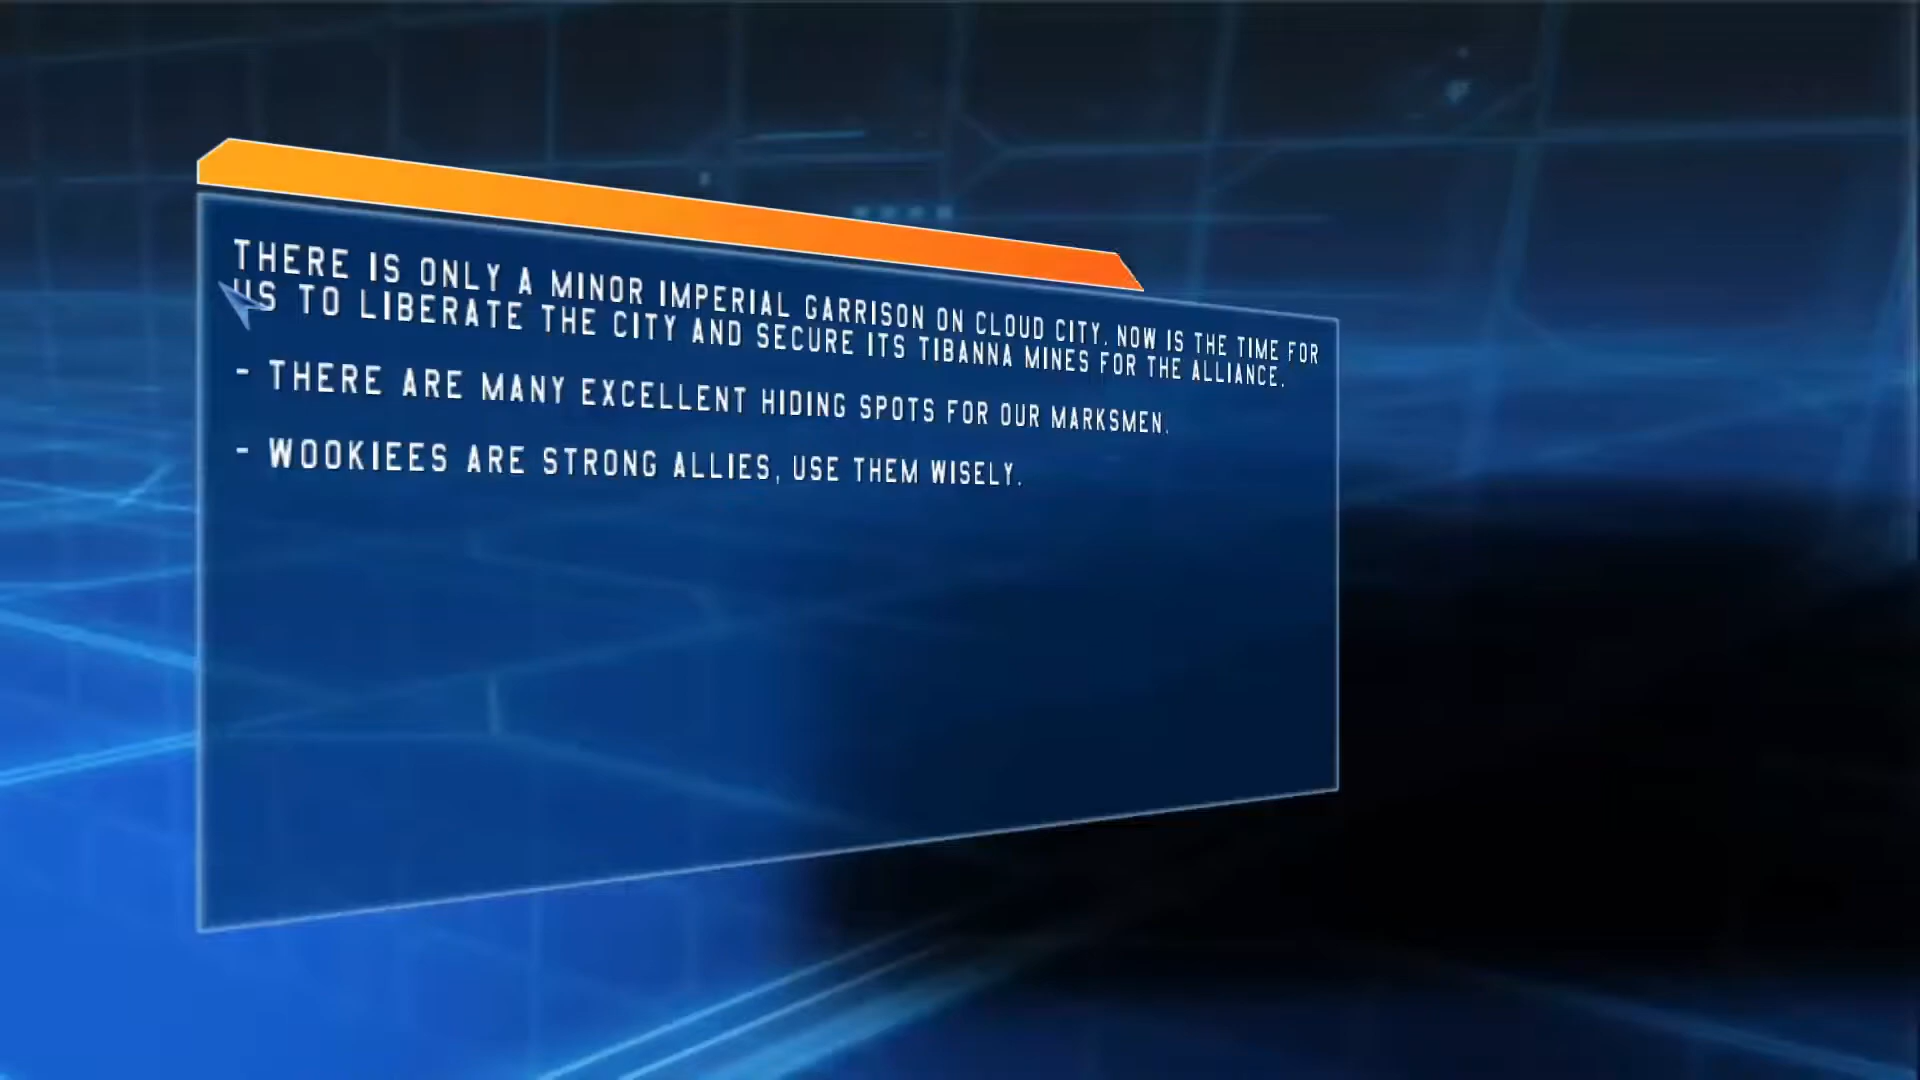 THERE IS ONLY A MINOR IMPERIAL GARRISON ON CLOUD CITY. NOW IS THE TIME FOR
US TO LIBERATE THE CITY AND SECURE ITS TIBANNA MINES FOR THE ALLIANCE.
- THERE ARE MANY EXCELLENT HIDING SPOTS FOR OUR MARKSMEN.
- WOOKIEES ARE STRONG ALLIES, USE THEM WISELY.